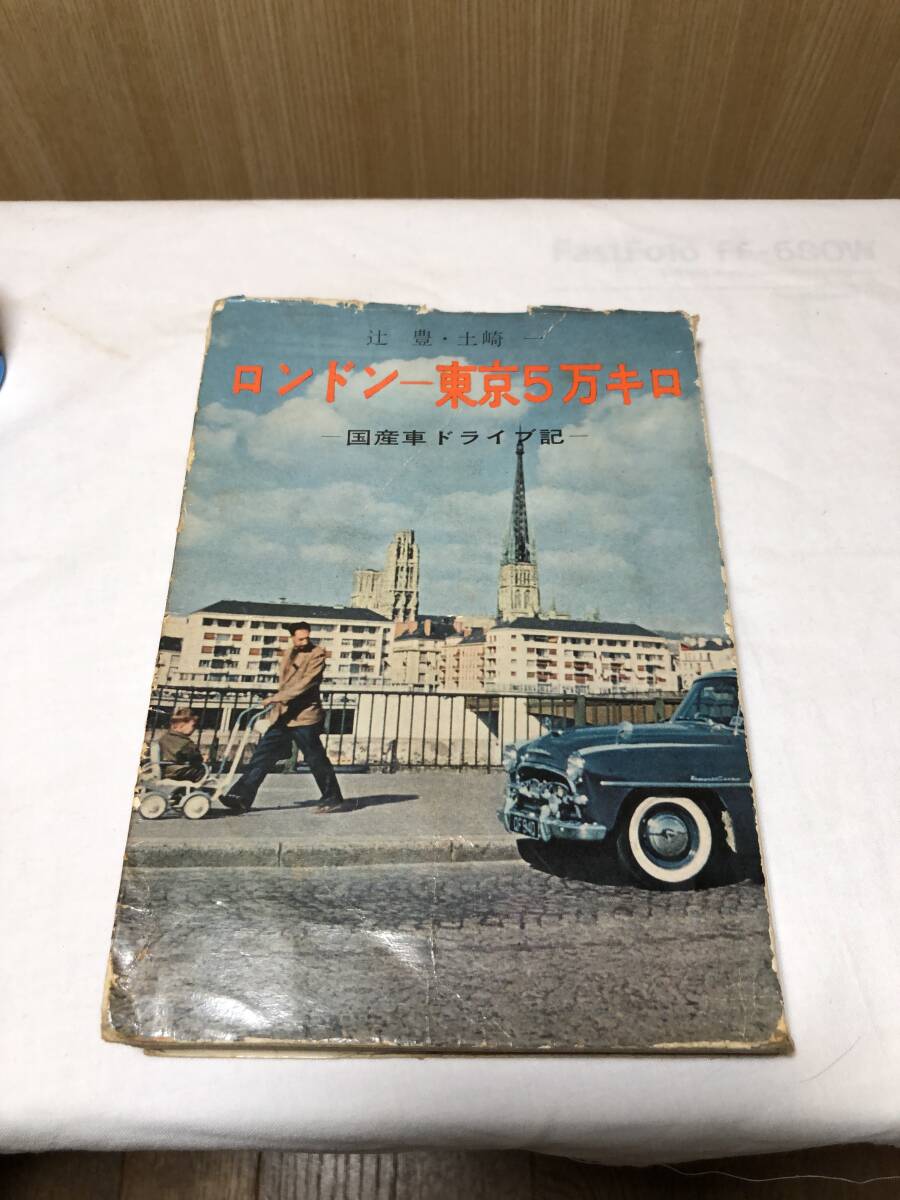 辻 豊・土崎 一
ロンドン—東京5万キロ
—国産車ドライブ記—